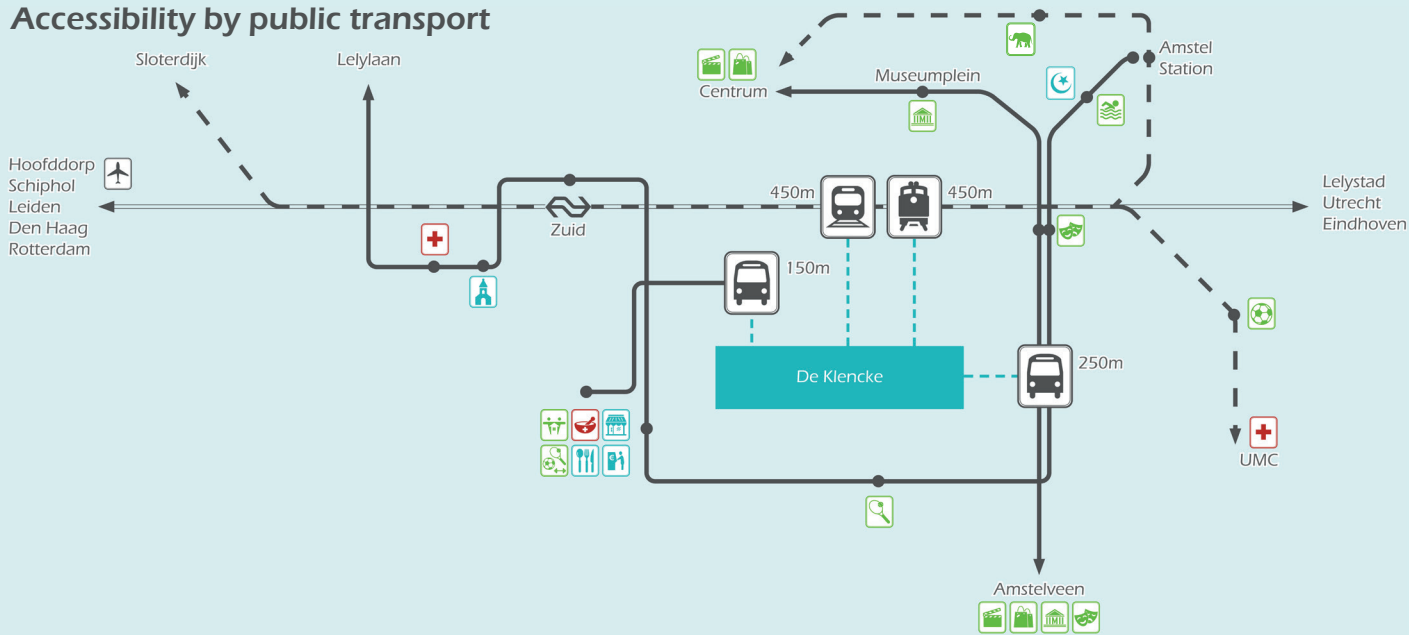 Accessibility by public transport
Sloterdijk
Lelylaan
Amstel
Station
Museumplein
Centrum
Hoofddorp
Schiphol
Leiden
Den Haag
Rotterdam
450m
450m
Lelystad
Utrecht
Eindhoven
Zuid
150m
De Klencke
250m
UMC
Amstelveen